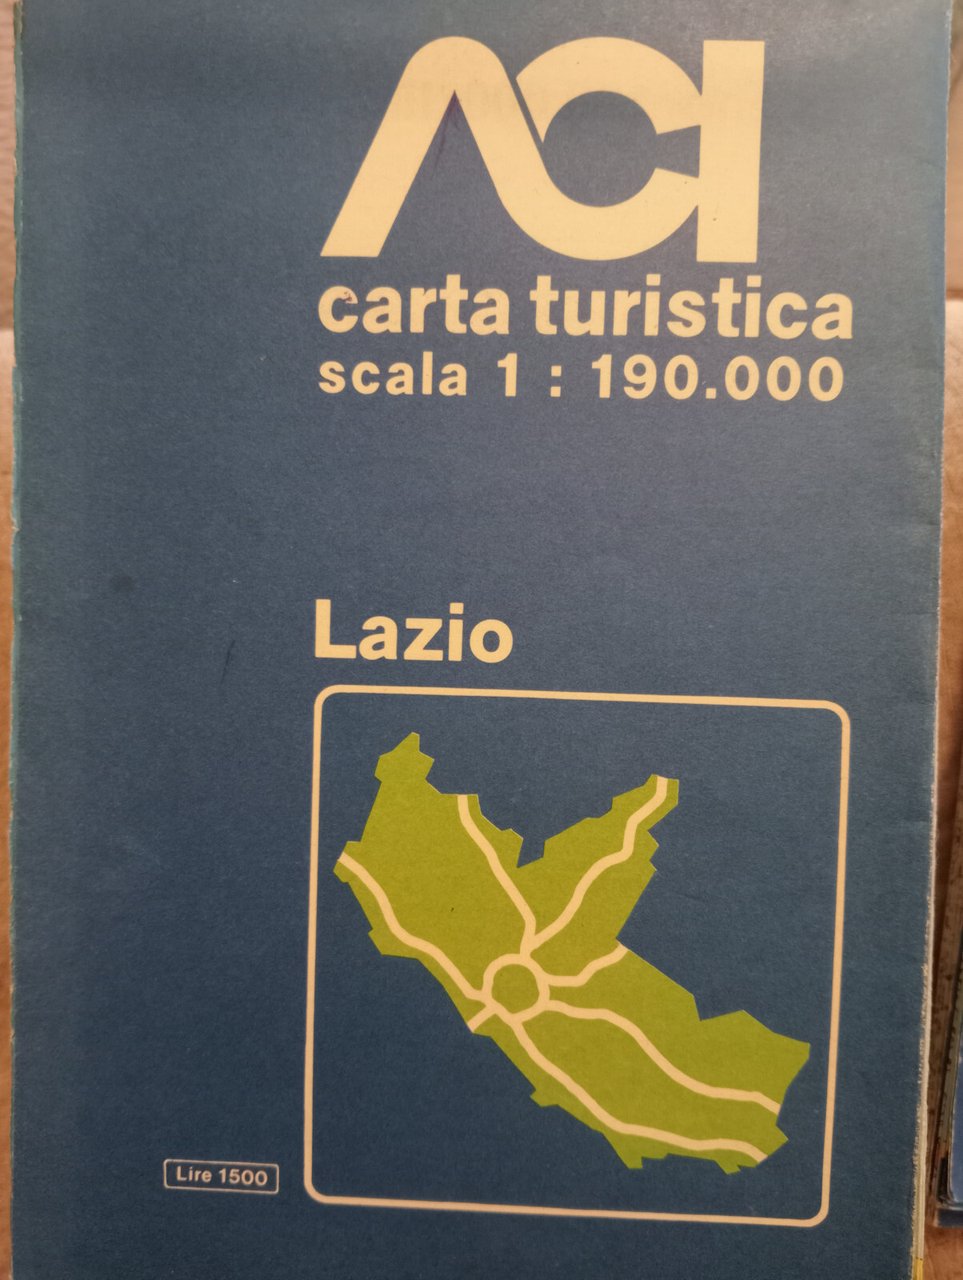 ACI
carta turistica
scala 1 : 190.000
Lazio
Lire 1500